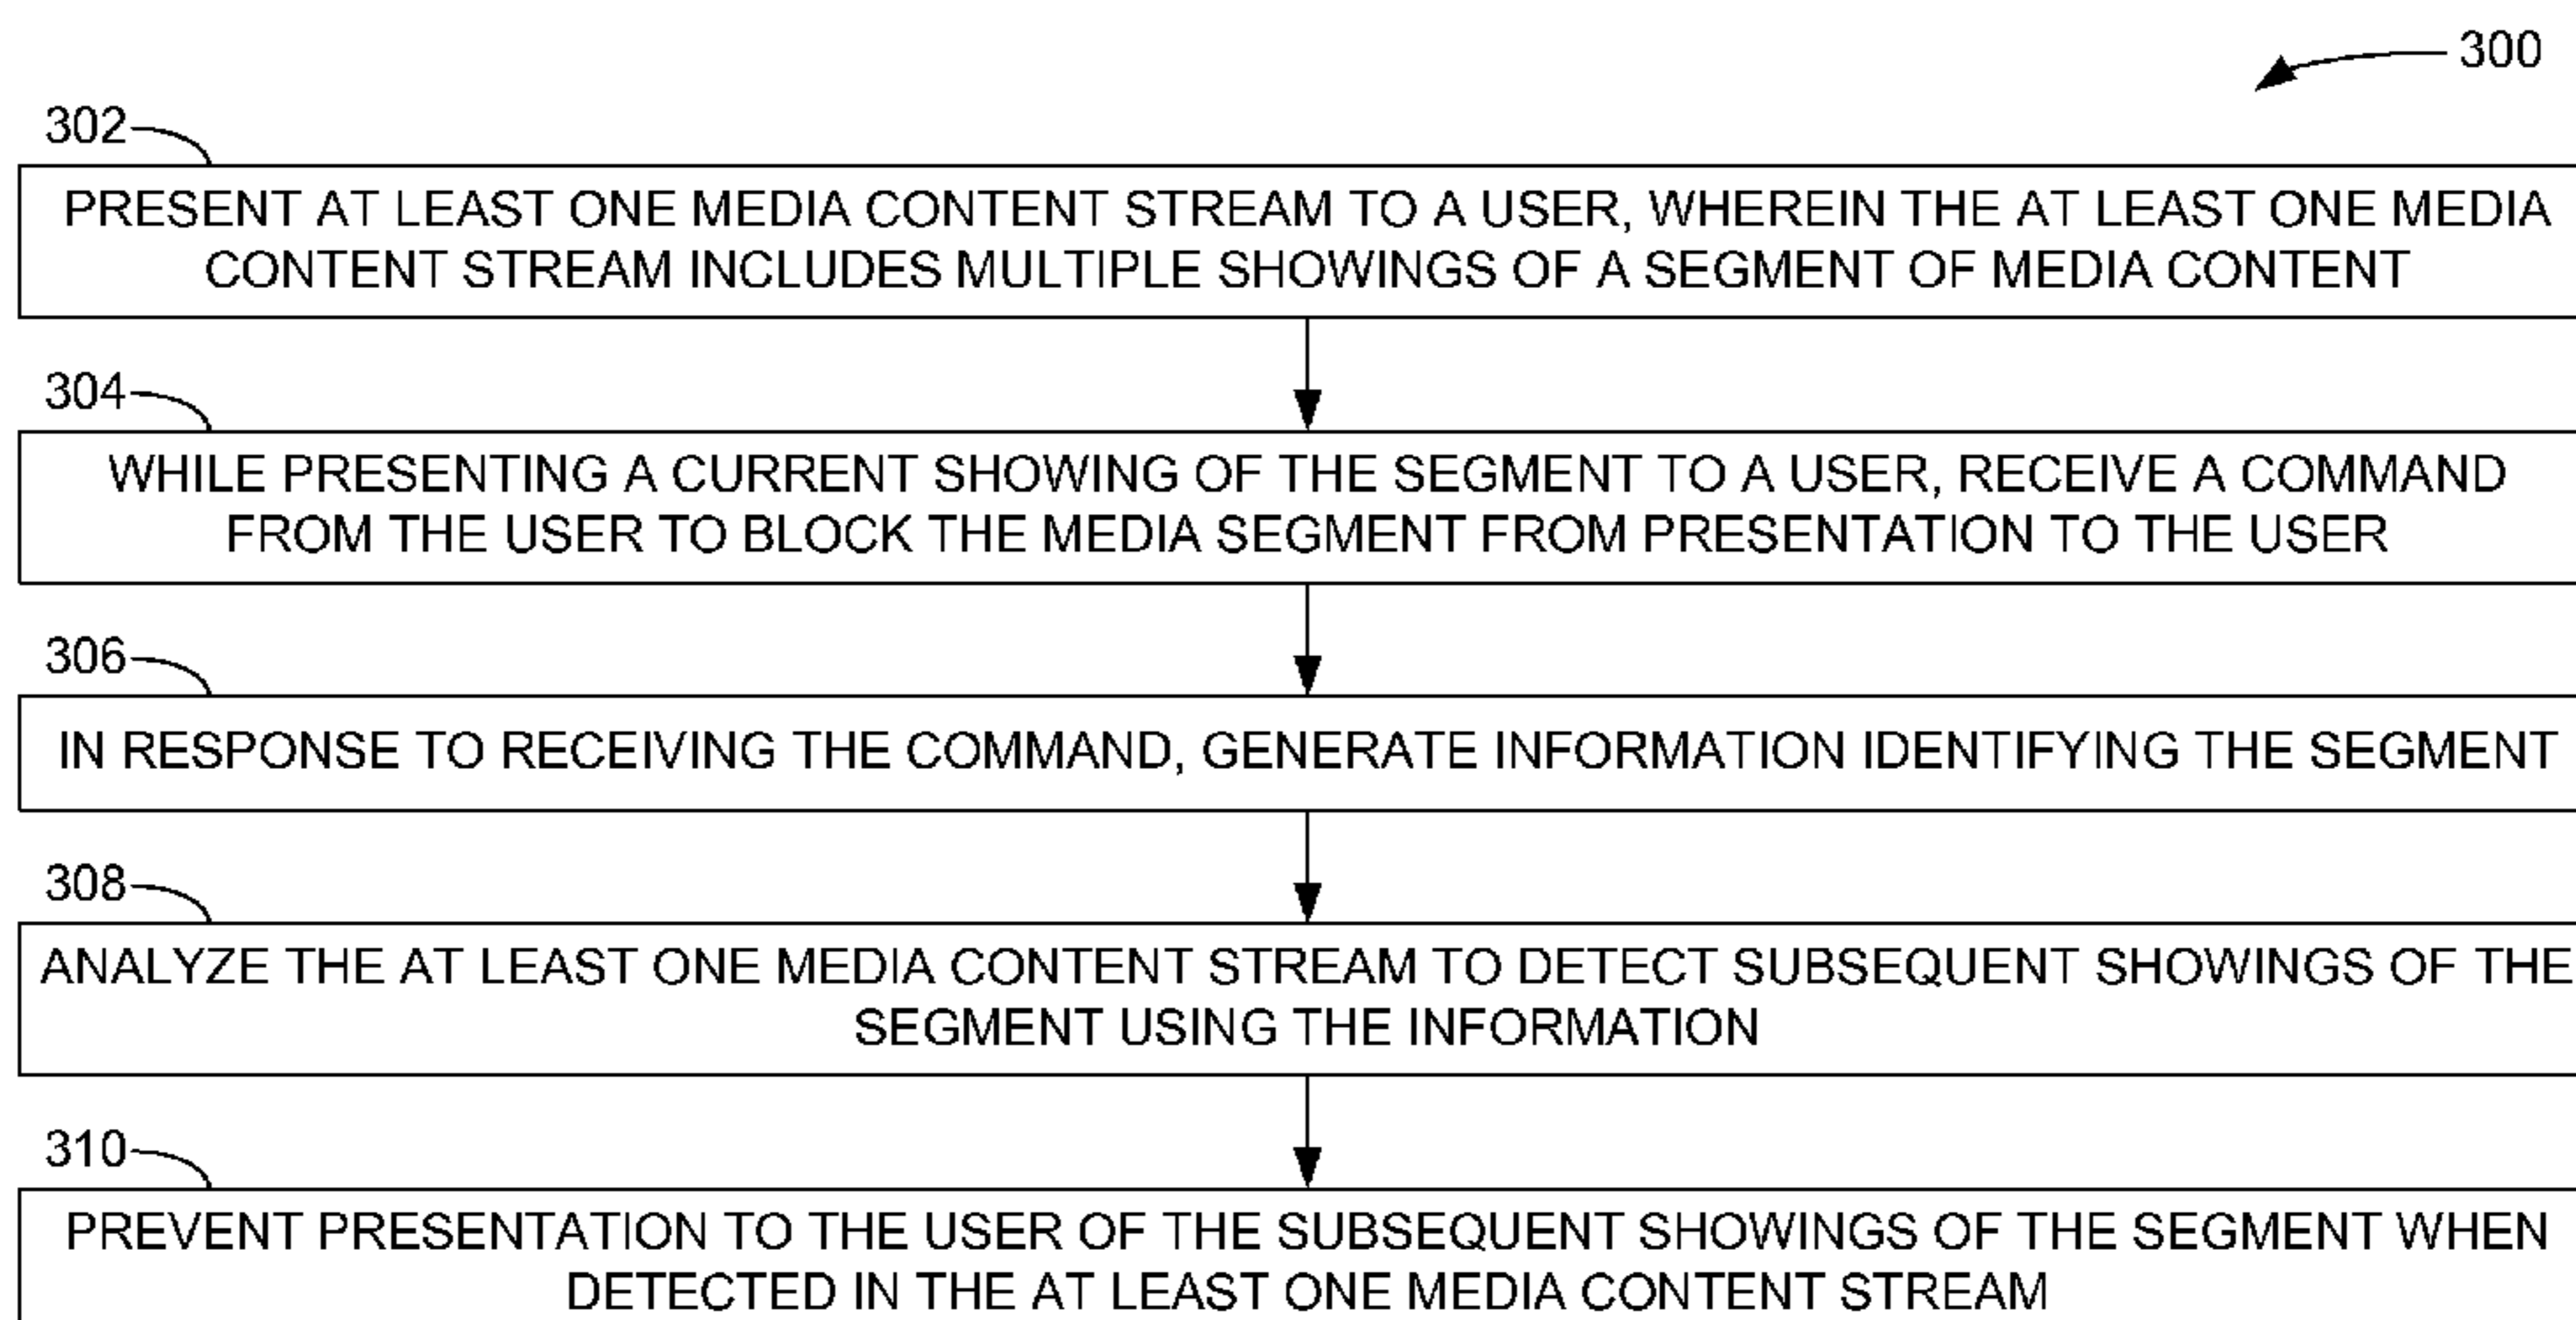 300
302
PRESENT AT LEAST ONE MEDIA CONTENT STREAM TO A USER, WHEREIN THE AT LEAST ONE MEDIA
CONTENT STREAM INCLUDES MULTIPLE SHOWINGS OF A SEGMENT OF MEDIA CONTENT
304
WHILE PRESENTING A CURRENT SHOWING OF THE SEGMENT TO A USER, RECEIVE A COMMAND
FROM THE USER TO BLOCK THE MEDIA SEGMENT FROM PRESENTATION TO THE USER
306
IN RESPONSE TO RECEIVING THE COMMAND, GENERATE INFORMATION IDENTIFYING THE SEGMENT
308
ANALYZE THE AT LEAST ONE MEDIA CONTENT STREAM TO DETECT SUBSEQUENT SHOWINGS OF THE
SEGMENT USING THE INFORMATION
310
PREVENT PRESENTATION TO THE USER OF THE SUBSEQUENT SHOWINGS OF THE SEGMENT WHEN
DETECTED IN THE AT LEAST ONE MEDIA CONTENT STREAM